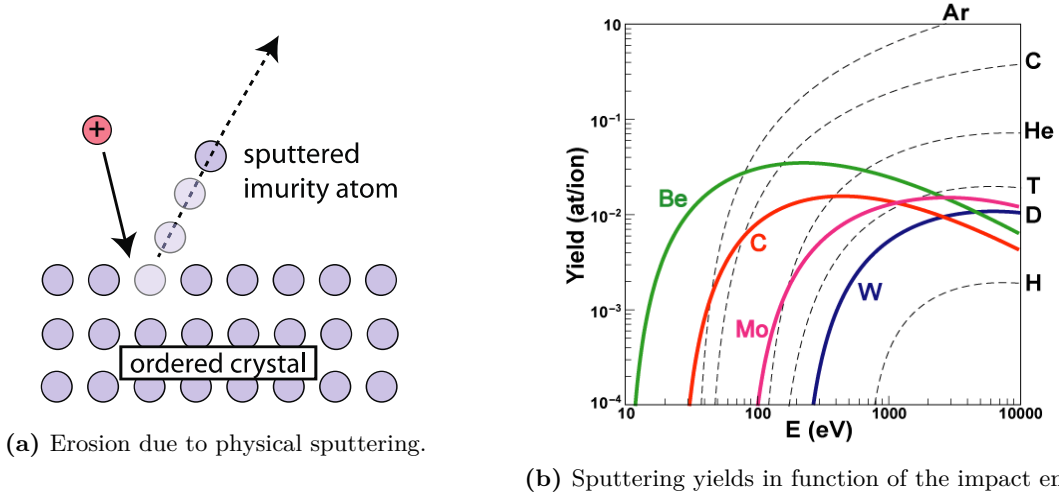 +
sputtered
imurity atom
ordered crystal
(a) Erosion due to physical sputtering.
Yield (at/ion)
10
10⁻¹
10⁻²
10⁻³
10⁻⁴
Ar
C
He
T
D
H
Be
C
Mo
W
10 100 1000 10000
E (eV)
(b) Sputtering yields in function of the impact en